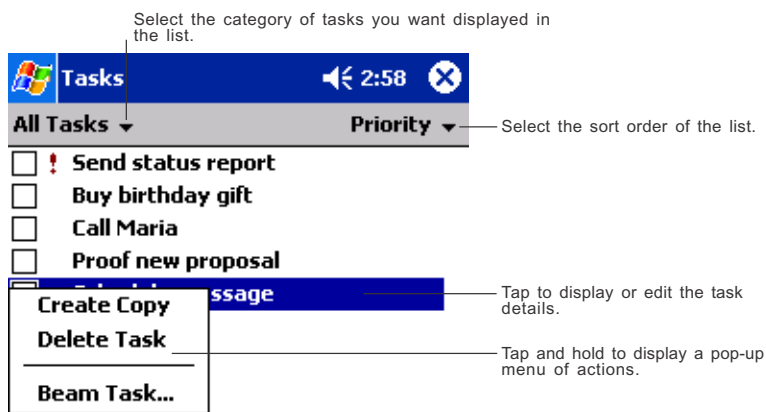 Select the category of tasks you want displayed in
the list.
Tasks 2:58
All Tasks Priority
Select the sort order of the list.
! Send status report
Buy birthday gift
Call Maria
Proof new proposal
ssage
Tap to display or edit the task
details.
Create Copy
Delete Task
Tap and hold to display a pop-up
menu of actions.
Beam Task...